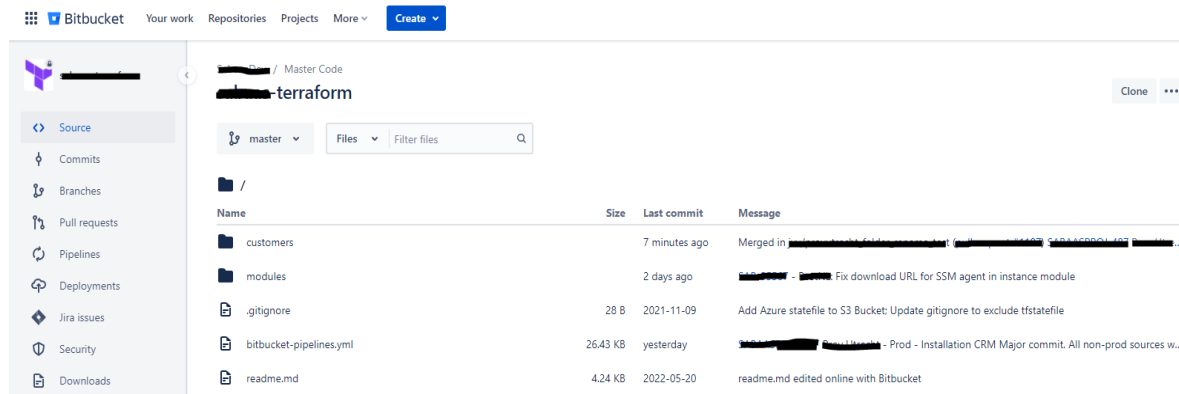 Bitbucket Your work Repositories Projects More Create
/ Master Code
-terraform
Clone
Source
Commits
Branches
Pull requests
Pipelines
Deployments
Jira issues
Security
Downloads
master Files Filter files
/
Name Size Last commit Message
customers 7 minutes ago Merged in
modules 2 days ago - Fix download URL for SSM agent in instance module
.gitignore 28 B 2021-11-09 Add Azure statefile to S3 Bucket; Update gitignore to exclude tfstatefile
bitbucket-pipelines.yml 26.43 KB yesterday - Prod - Installation CRM Major commit. All non-prod sources w...
readme.md 4.24 KB 2022-05-20 readme.md edited online with Bitbucket